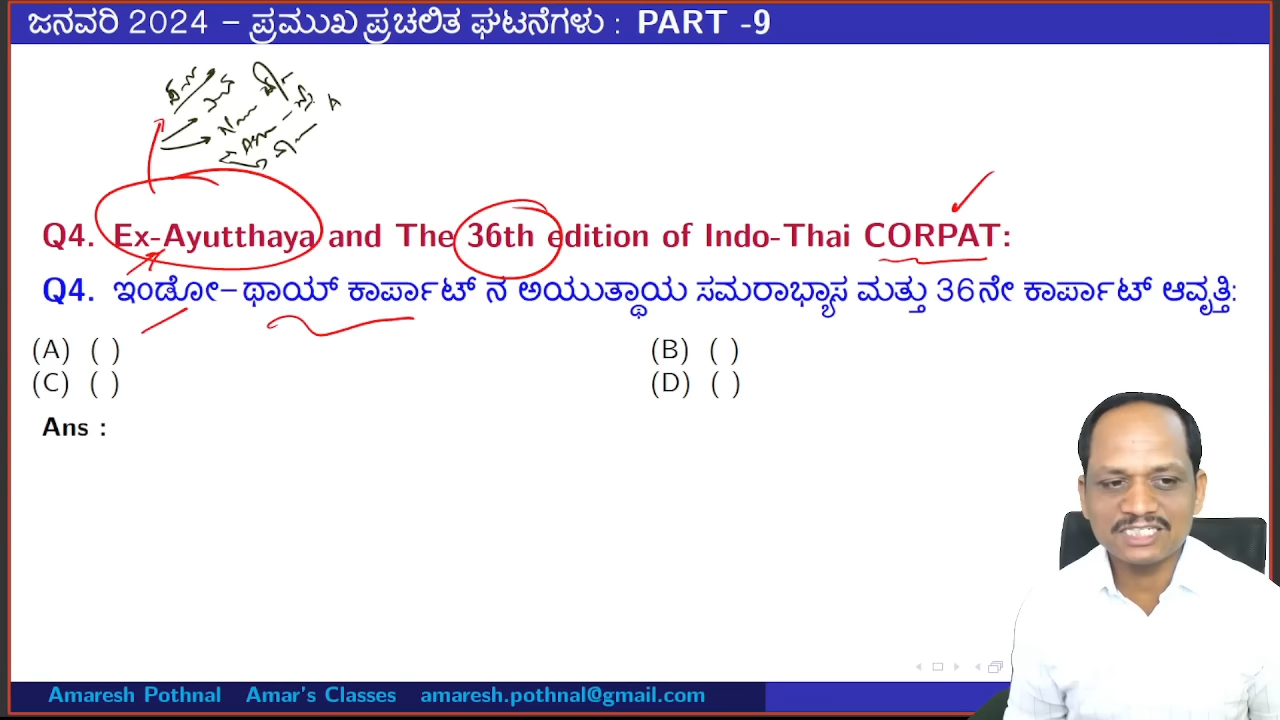 ಜನವರಿ 2024 – ಪ್ರಮುಖ ಪ್ರಚಲಿತ ಘಟನೆಗಳು : PART -9
Q4. Ex-Ayutthaya and The 36th edition of Indo-Thai CORPAT:
Q4. ಇಂಡೋ-ಥಾಯ್ ಕಾರ್ಪಾಟ್ ನ ಅಯುತ್ಥಾಯ ಸಮರಾಭ್ಯಾಸ ಮತ್ತು 36ನೇ ಕಾರ್ಪಾಟ್ ಆವೃತ್ತಿ:
(A) ( ) (B) ( )
(C) ( ) (D) ( )
Ans :
Amaresh Pothnal Amar's Classes amaresh.pothnal@gmail.com